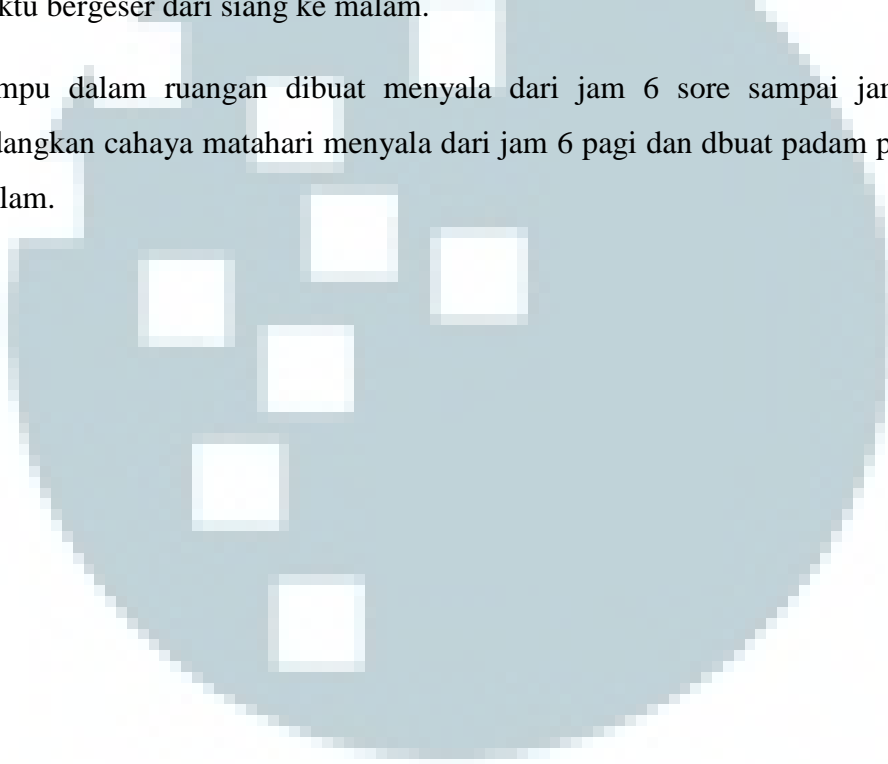 ktu bergeser dari siang ke malam.
mpu dalam ruangan dibuat menyala dari jam 6 sore sampai jam
dangkan cahaya matahari menyala dari jam 6 pagi dan dbuat padam p
lam.